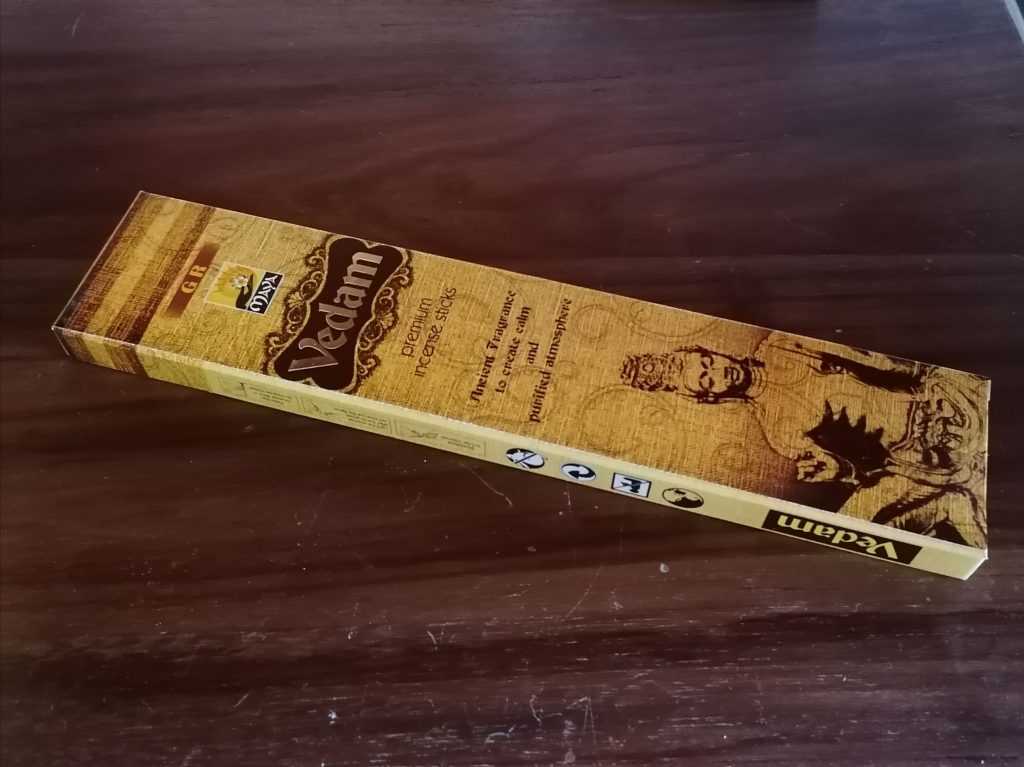 GR
MAYA
Vedam
premium
incense sticks
Ancient Fragrance
to create calm
and
purified atmosphere
Vedam